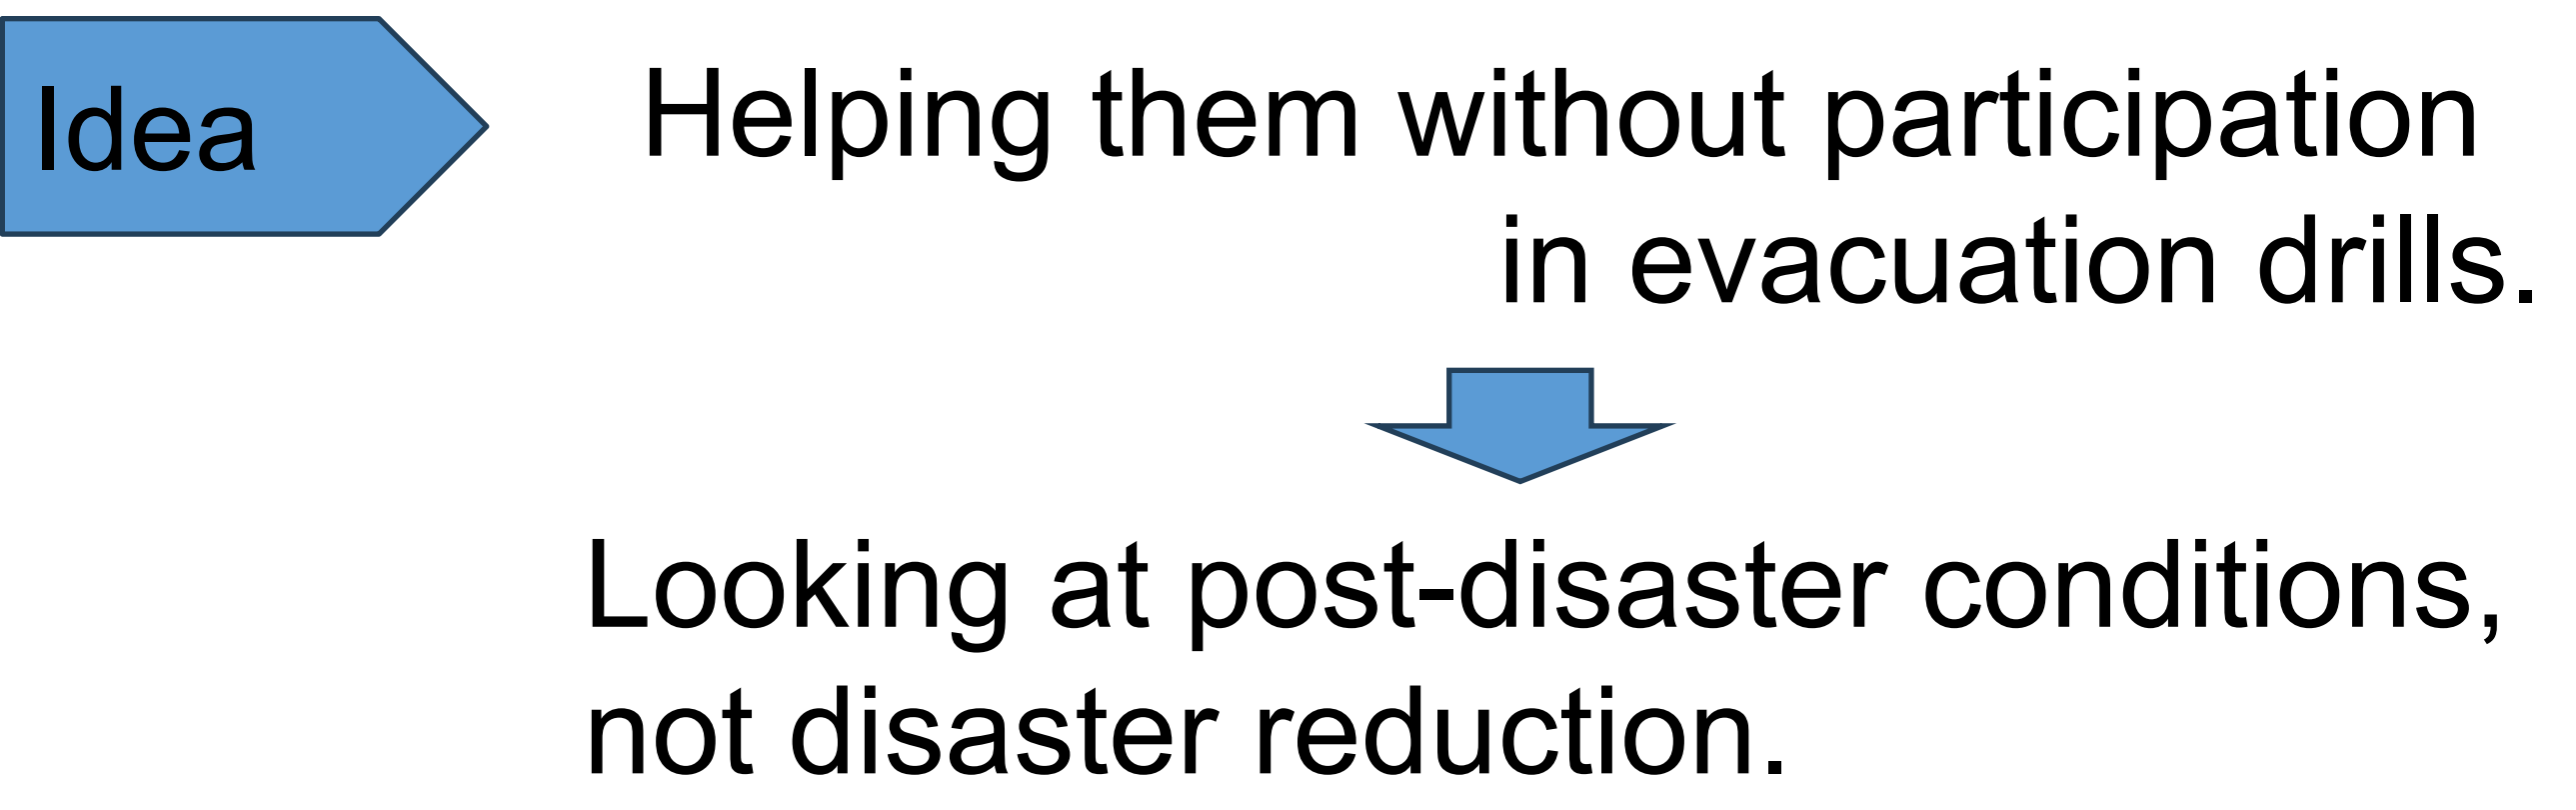 Idea
Helping them without participation
in evacuation drills.
Looking at post-disaster conditions,
not disaster reduction.